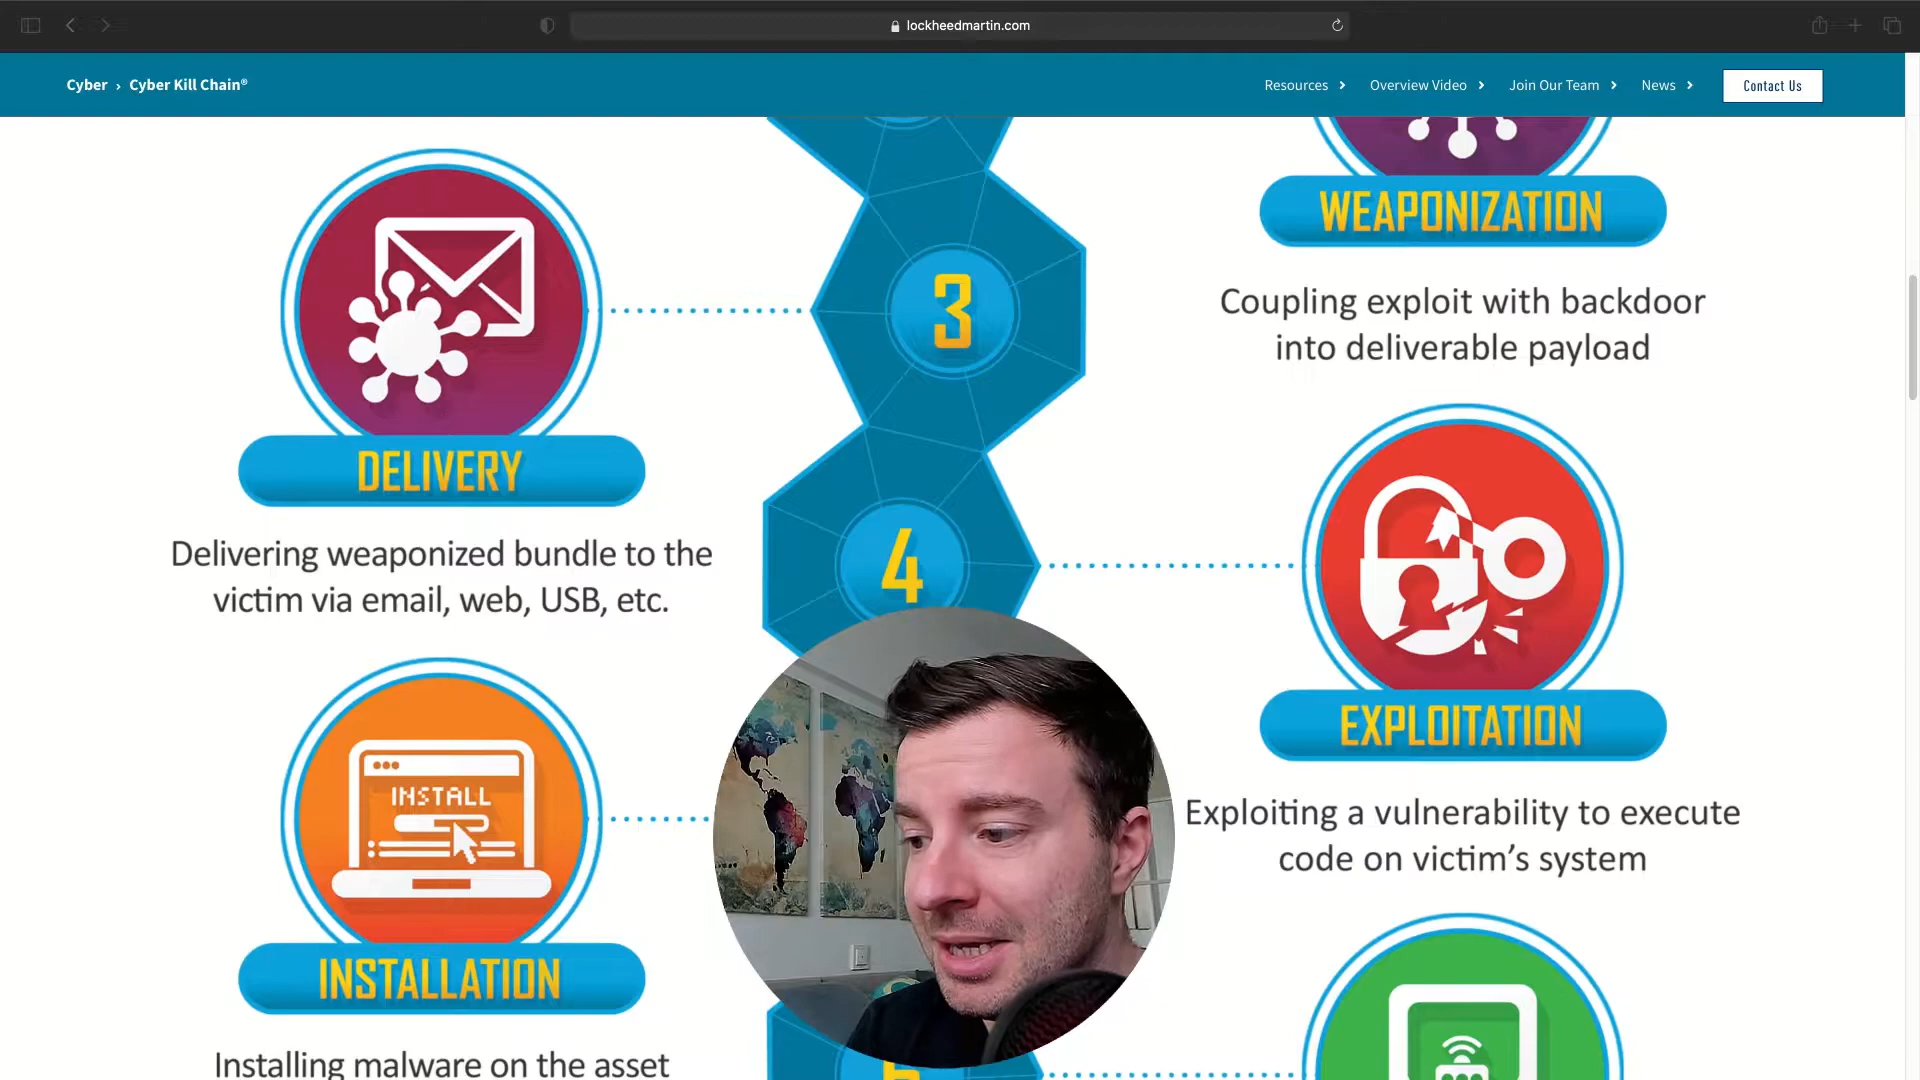 lockheedmartin.com
Cyber › Cyber Kill Chain®
Resources
Overview Video
Join Our Team
News
Contact Us
WEAPONIZATION
Coupling exploit with backdoor
into deliverable payload
3
DELIVERY
Delivering weaponized bundle to the
victim via email, web, USB, etc.
4
EXPLOITATION
Exploiting a vulnerability to execute
code on victim’s system
INSTALL
INSTALLATION
Installing malware on the asset